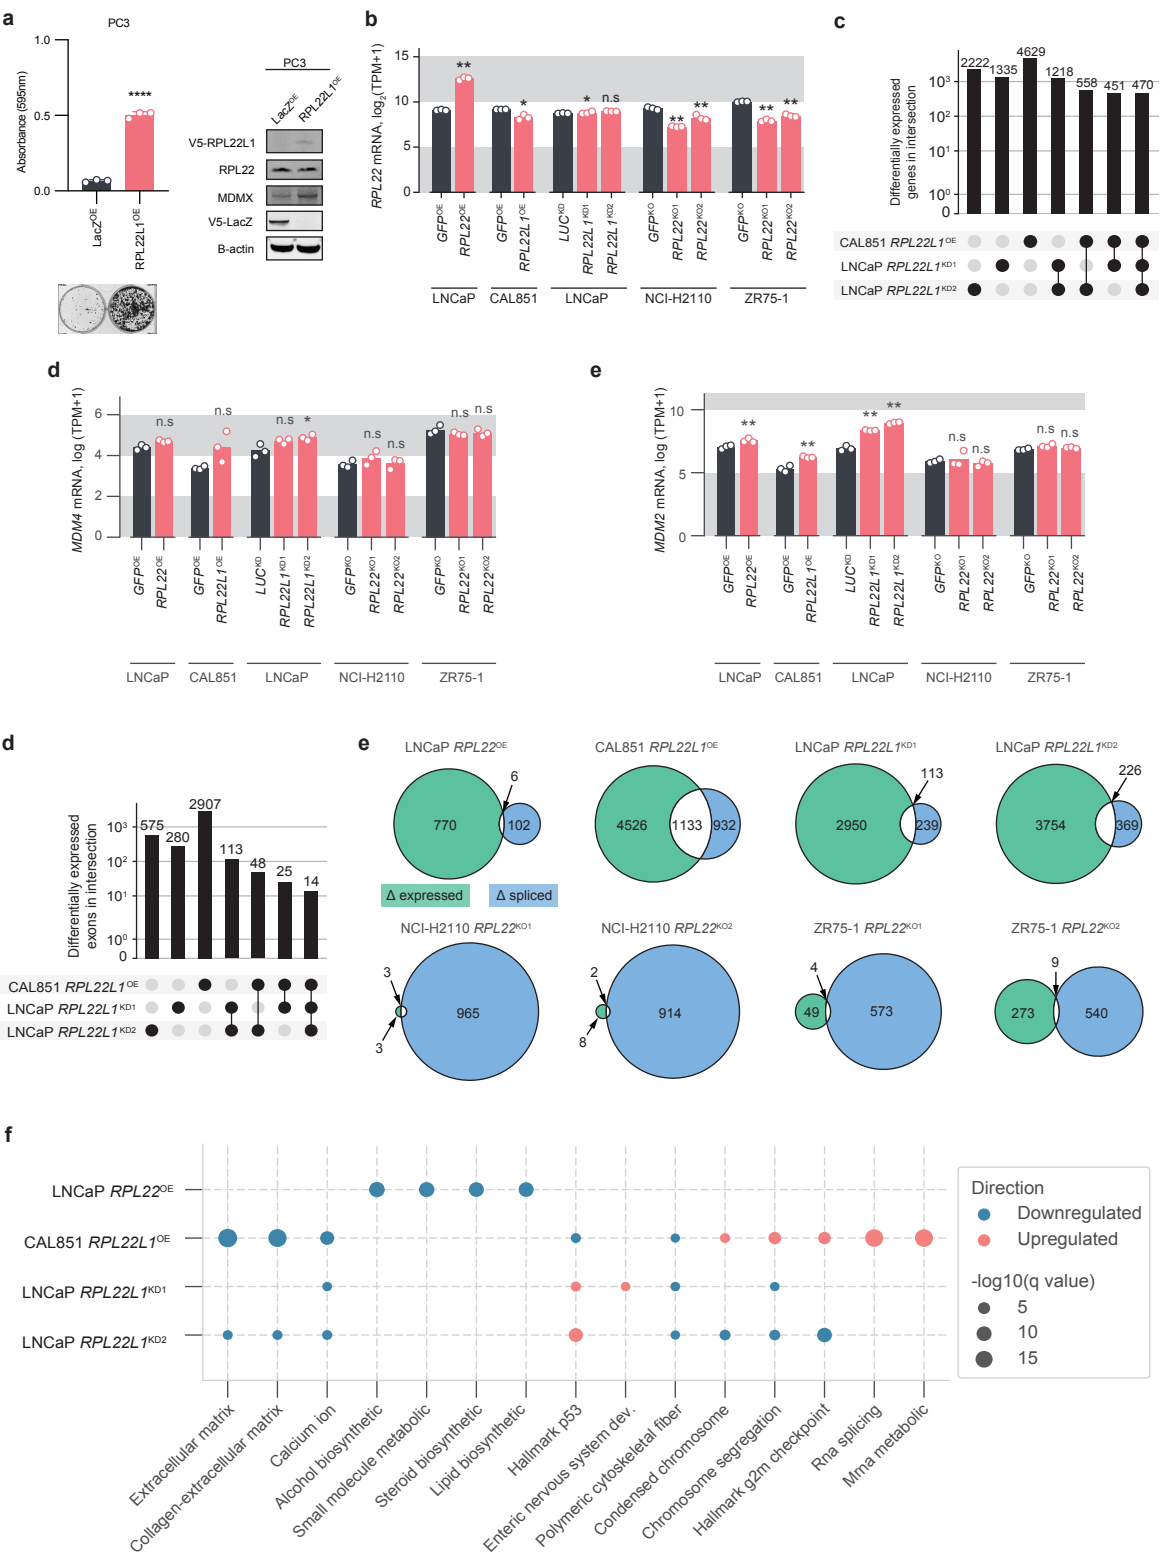 a
PC3
Absorbance (595nm)
1.0
0.5
0.0
****
LacZOE
RPL22L1OE
PC3
LacZOE
RPL22L1OE
V5-RPL22L1
RPL22
MDMX
V5-LacZ
B-actin
b
RPL22 mRNA, log2(TPM+1)
15
10
5
0
**
*
*
n.s
**
**
**
**
GFPOE
RPL22OE
GFPOE
RPL22L1OE
LUCKD
RPL22L1KD1
RPL22L1KD2
GFPKO
RPL22KO1
RPL22KO2
GFPKO
RPL22KO1
RPL22KO2
LNCaP
CAL851
LNCaP
NCI-H2110
ZR75-1
c
Differentially expressed
genes in intersection
10³
10²
10¹
10⁰
0
2222
1335
4629
1218
558
451
470
CAL851 RPL22L1OE
LNCaP RPL22L1KD1
LNCaP RPL22L1KD2
d
MDM4 mRNA, log (TPM+1)
6
4
2
0
n.s
n.s
n.s
*
n.s
n.s
n.s
n.s
GFPOE
RPL22OE
GFPOE
RPL22L1OE
LUCKD
RPL22L1KD1
RPL22L1KD2
GFPKO
RPL22KO1
RPL22KO2
GFPKO
RPL22KO1
RPL22KO2
LNCaP
CAL851
LNCaP
NCI-H2110
ZR75-1
e
MDM2 mRNA, log (TPM+1)
10
5
0
**
**
**
**
n.s
n.s
n.s
n.s
GFPOE
RPL22OE
GFPOE
RPL22L1OE
LUCKD
RPL22L1KD1
RPL22L1KD2
GFPKO
RPL22KO1
RPL22KO2
GFPKO
RPL22KO1
RPL22KO2
LNCaP
CAL851
LNCaP
NCI-H2110
ZR75-1
d
Differentially expressed
exons in intersection
10³
10²
10¹
10⁰
0
575
280
2907
113
48
25
14
CAL851 RPL22L1OE
LNCaP RPL22L1KD1
LNCaP RPL22L1KD2
e
LNCaP RPL22OE
770
6
102
CAL851 RPL22L1OE
4526
1133
932
LNCaP RPL22L1KD1
2950
113
239
LNCaP RPL22L1KD2
3754
226
369
Δ expressed
Δ spliced
NCI-H2110 RPL22KO1
3
3
965
NCI-H2110 RPL22KO2
2
8
914
ZR75-1 RPL22KO1
4
49
573
ZR75-1 RPL22KO2
9
273
540
f
LNCaP RPL22OE
CAL851 RPL22L1OE
LNCaP RPL22L1KD1
LNCaP RPL22L1KD2
Extracellular matrix
Collagen-extracellular matrix
Calcium ion
Alcohol biosynthetic
Small molecule metabolic
Steroid biosynthetic
Lipid biosynthetic
Hallmark p53
Enteric nervous system dev.
Polymeric cytoskeletal fiber
Condensed chromosome
Chromosome segregation
Hallmark g2m checkpoint
Rna splicing
Mrna metabolic
Direction
Downregulated
Upregulated
-log10(q value)
5
10
15